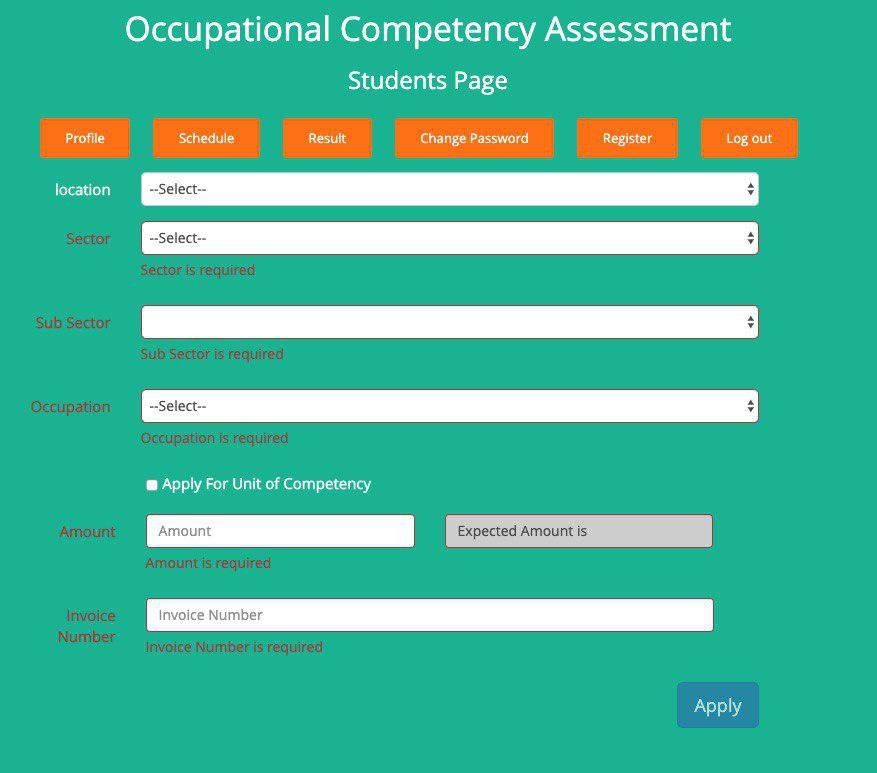 Occupational Competency Assessment
Students Page
Profile Schedule Result Change Password Register Log out
location --Select--
Sector --Select--
Sector is required
Sub Sector
Sub Sector is required
Occupation --Select--
Occupation is required
Apply For Unit of Competency
Amount Amount Expected Amount is
Amount is required
Invoice Number Invoice Number
Invoice Number is required
Apply